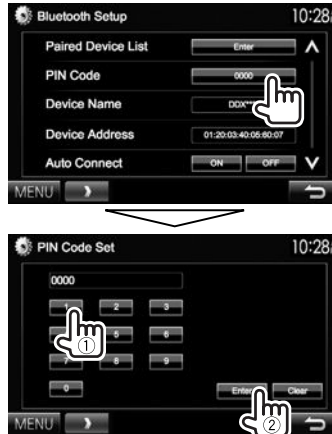 Bluetooth Setup 10:28
Paired Device List Enter
PIN Code 0000
Device Name DDX**
Device Address 01:20:03:40:05:60:07
Auto Connect ON OFF
MENU
PIN Code Set 10:28
0000
1 2 3
5 6
7 8 9
0 Enter Clear
MENU
①
②